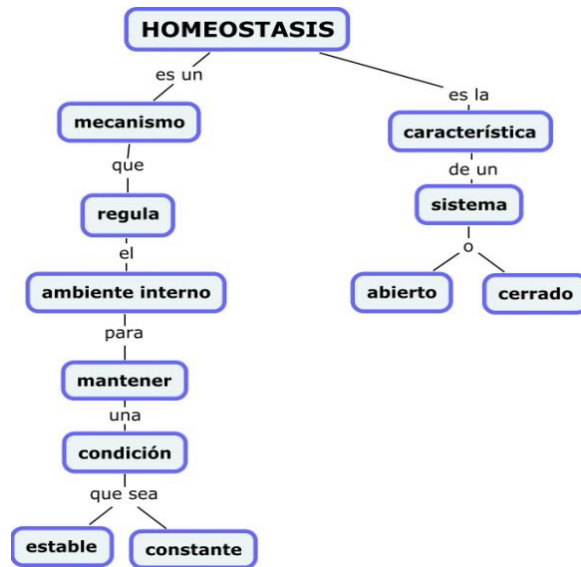 HOMEOSTASIS
es un
mecanismo
que
regula
el
ambiente interno
para
mantener
una
condición
que sea
estable
constante
es la
característica
de un
sistema
o
abierto
cerrado